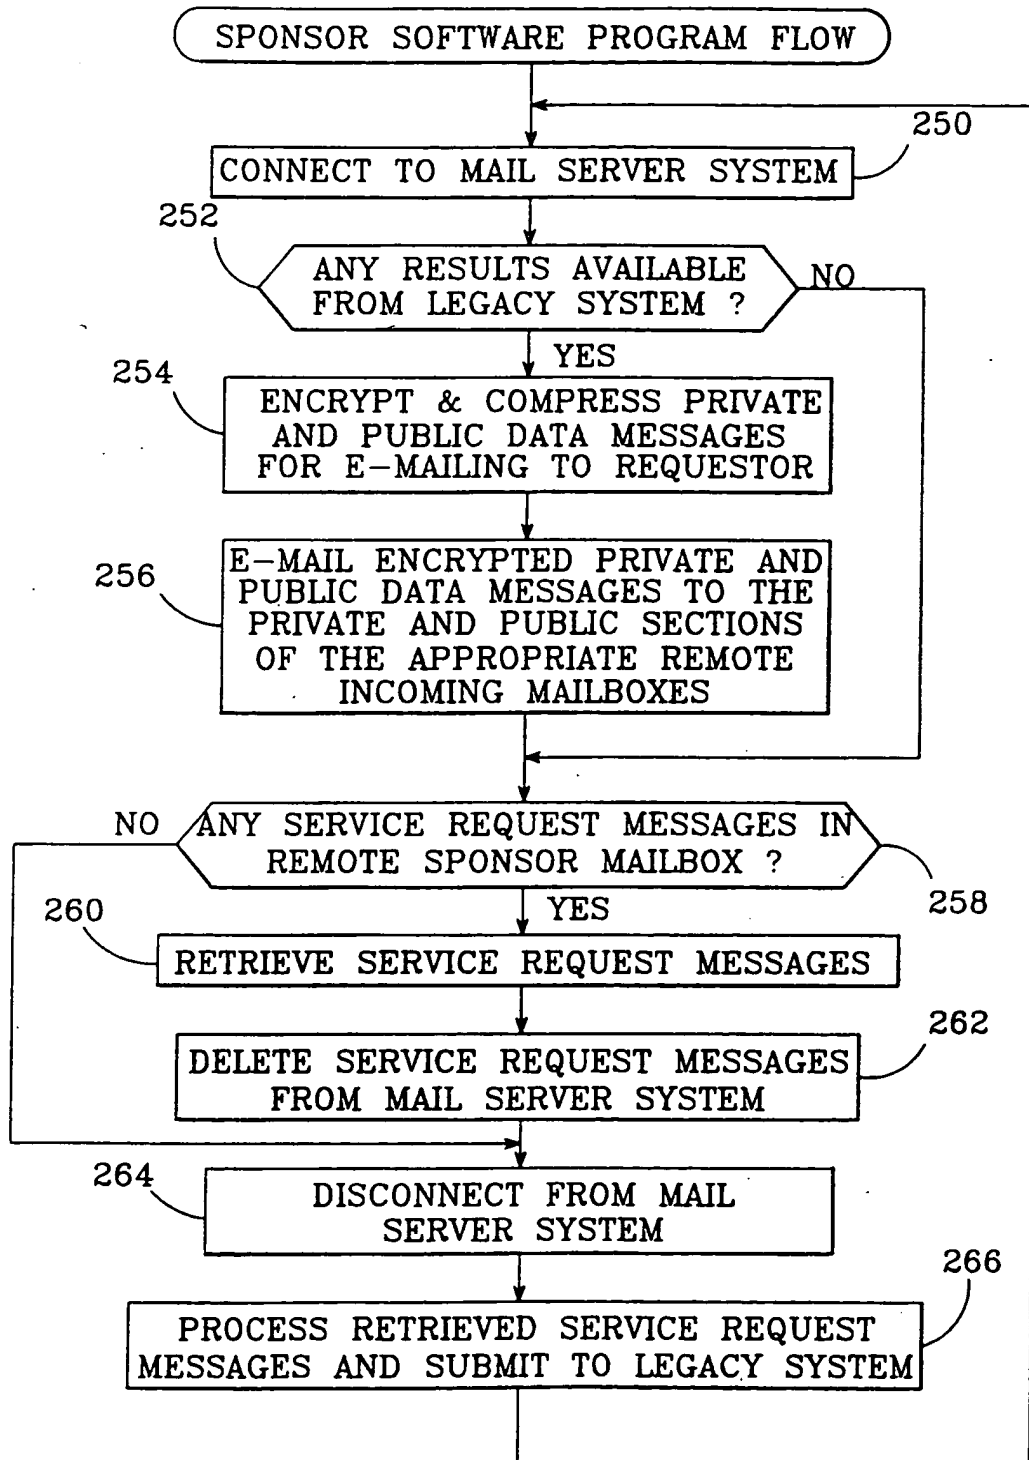 SPONSOR SOFTWARE PROGRAM FLOW
250
CONNECT TO MAIL SERVER SYSTEM
252
ANY RESULTS AVAILABLE
FROM LEGACY SYSTEM ?
NO
YES
254
ENCRYPT & COMPRESS PRIVATE
AND PUBLIC DATA MESSAGES
FOR E-MAILING TO REQUESTOR
256
E-MAIL ENCRYPTED PRIVATE AND
PUBLIC DATA MESSAGES TO THE
PRIVATE AND PUBLIC SECTIONS
OF THE APPROPRIATE REMOTE
INCOMING MAILBOXES
NO
ANY SERVICE REQUEST MESSAGES IN
REMOTE SPONSOR MAILBOX ?
258
YES
260
RETRIEVE SERVICE REQUEST MESSAGES
262
DELETE SERVICE REQUEST MESSAGES
FROM MAIL SERVER SYSTEM
264
DISCONNECT FROM MAIL
SERVER SYSTEM
266
PROCESS RETRIEVED SERVICE REQUEST
MESSAGES AND SUBMIT TO LEGACY SYSTEM